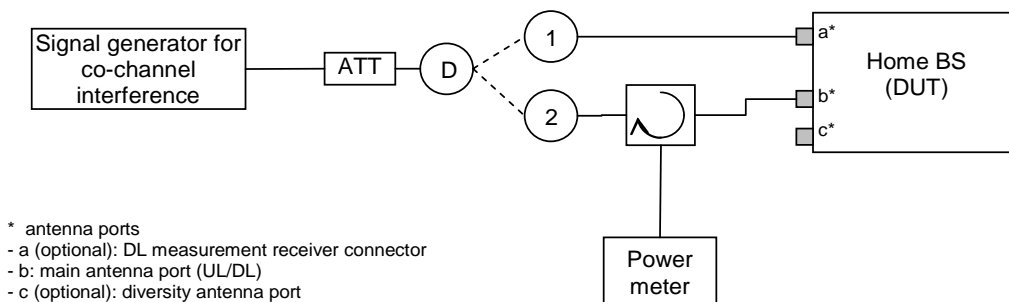 Signal generator for
co-channel
interference
ATT
D
1
2
a*
b*
c*
Home BS
(DUT)
Power
meter
* antenna ports
- a (optional): DL measurement receiver connector
- b: main antenna port (UL/DL)
- c (optional): diversity antenna port